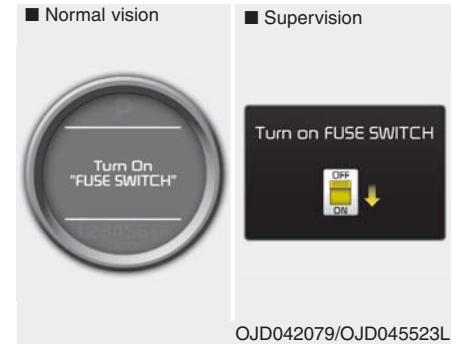 ■ Normal vision
■ Supervision
Turn On
"FUSE SWITCH"
Turn on FUSE SWITCH
OFF
ON
OJD042079/OJD045523L